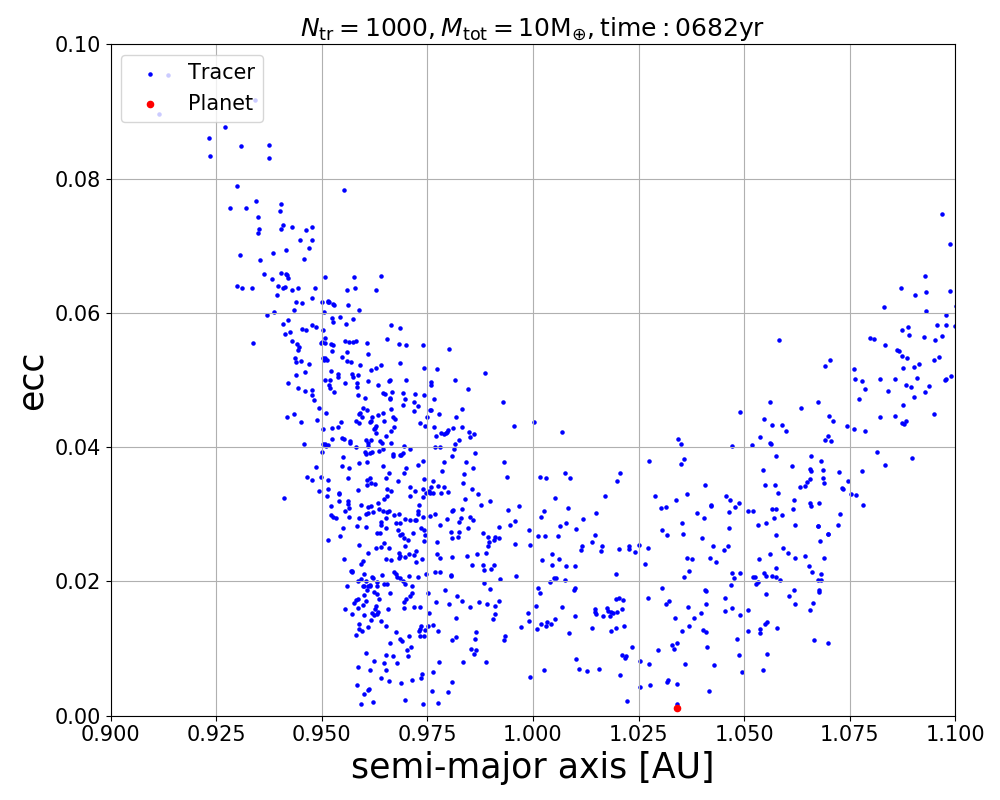 N_tr = 1000, M_tot = 10M_⊕, time : 0682yr
Tracer
Planet
ecc
0.10
0.08
0.06
0.04
0.02
0.00
0.900 0.925 0.950 0.975 1.000 1.025 1.050 1.075 1.100
semi-major axis [AU]